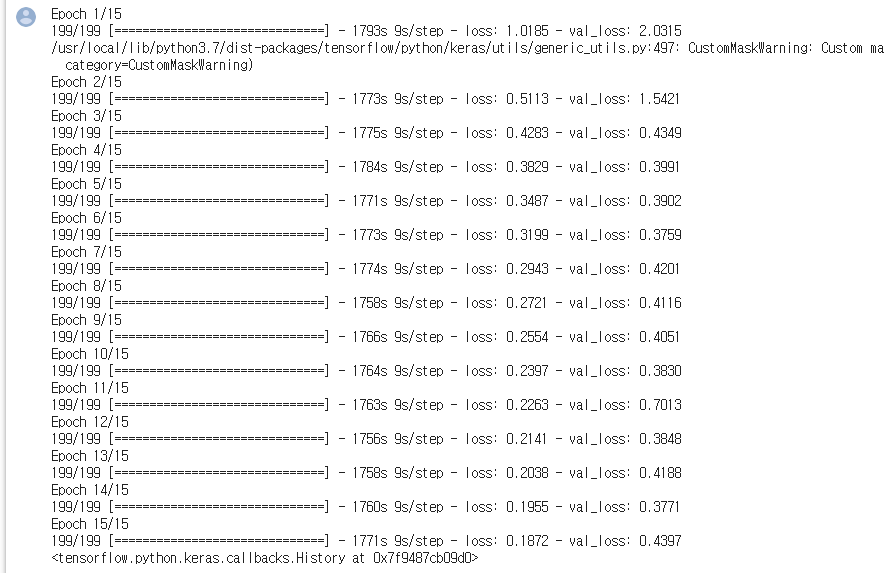 Epoch 1/15
199/199 [==============================] - 1793s 9s/step - loss: 1.0185 - val_loss: 2.0315
/usr/local/lib/python3.7/dist-packages/tensorflow/python/keras/utils/generic_utils.py:497: CustomMaskWarning: Custom ma
  category=CustomMaskWarning)
Epoch 2/15
199/199 [==============================] - 1773s 9s/step - loss: 0.5113 - val_loss: 1.5421
Epoch 3/15
199/199 [==============================] - 1775s 9s/step - loss: 0.4283 - val_loss: 0.4349
Epoch 4/15
199/199 [==============================] - 1784s 9s/step - loss: 0.3829 - val_loss: 0.3991
Epoch 5/15
199/199 [==============================] - 1771s 9s/step - loss: 0.3487 - val_loss: 0.3902
Epoch 6/15
199/199 [==============================] - 1773s 9s/step - loss: 0.3199 - val_loss: 0.3759
Epoch 7/15
199/199 [==============================] - 1774s 9s/step - loss: 0.2943 - val_loss: 0.4201
Epoch 8/15
199/199 [==============================] - 1758s 9s/step - loss: 0.2721 - val_loss: 0.4116
Epoch 9/15
199/199 [==============================] - 1766s 9s/step - loss: 0.2554 - val_loss: 0.4051
Epoch 10/15
199/199 [==============================] - 1764s 9s/step - loss: 0.2397 - val_loss: 0.3830
Epoch 11/15
199/199 [==============================] - 1763s 9s/step - loss: 0.2263 - val_loss: 0.7013
Epoch 12/15
199/199 [==============================] - 1756s 9s/step - loss: 0.2141 - val_loss: 0.3848
Epoch 13/15
199/199 [==============================] - 1758s 9s/step - loss: 0.2038 - val_loss: 0.4188
Epoch 14/15
199/199 [==============================] - 1760s 9s/step - loss: 0.1955 - val_loss: 0.3771
Epoch 15/15
199/199 [==============================] - 1771s 9s/step - loss: 0.1872 - val_loss: 0.4397
<tensorflow.python.keras.callbacks.History at 0x7f9487cb09d0>